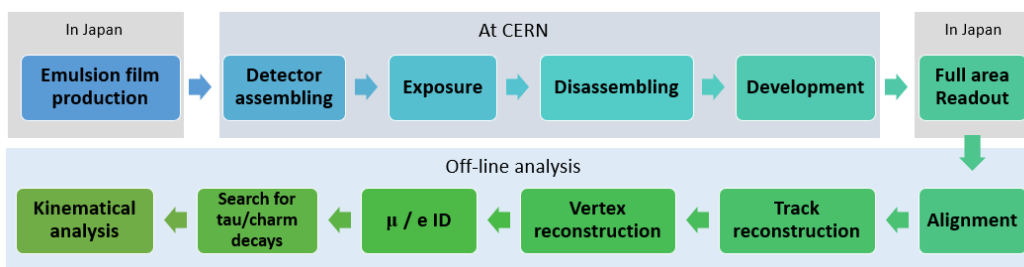 In Japan
At CERN
In Japan
Emulsion film
production
Detector
assembling
Exposure
Disassembling
Development
Full area
Readout
Off-line analysis
Kinematical
analysis
Search for
tau/charm
decays
μ / e ID
Vertex
reconstruction
Track
reconstruction
Alignment